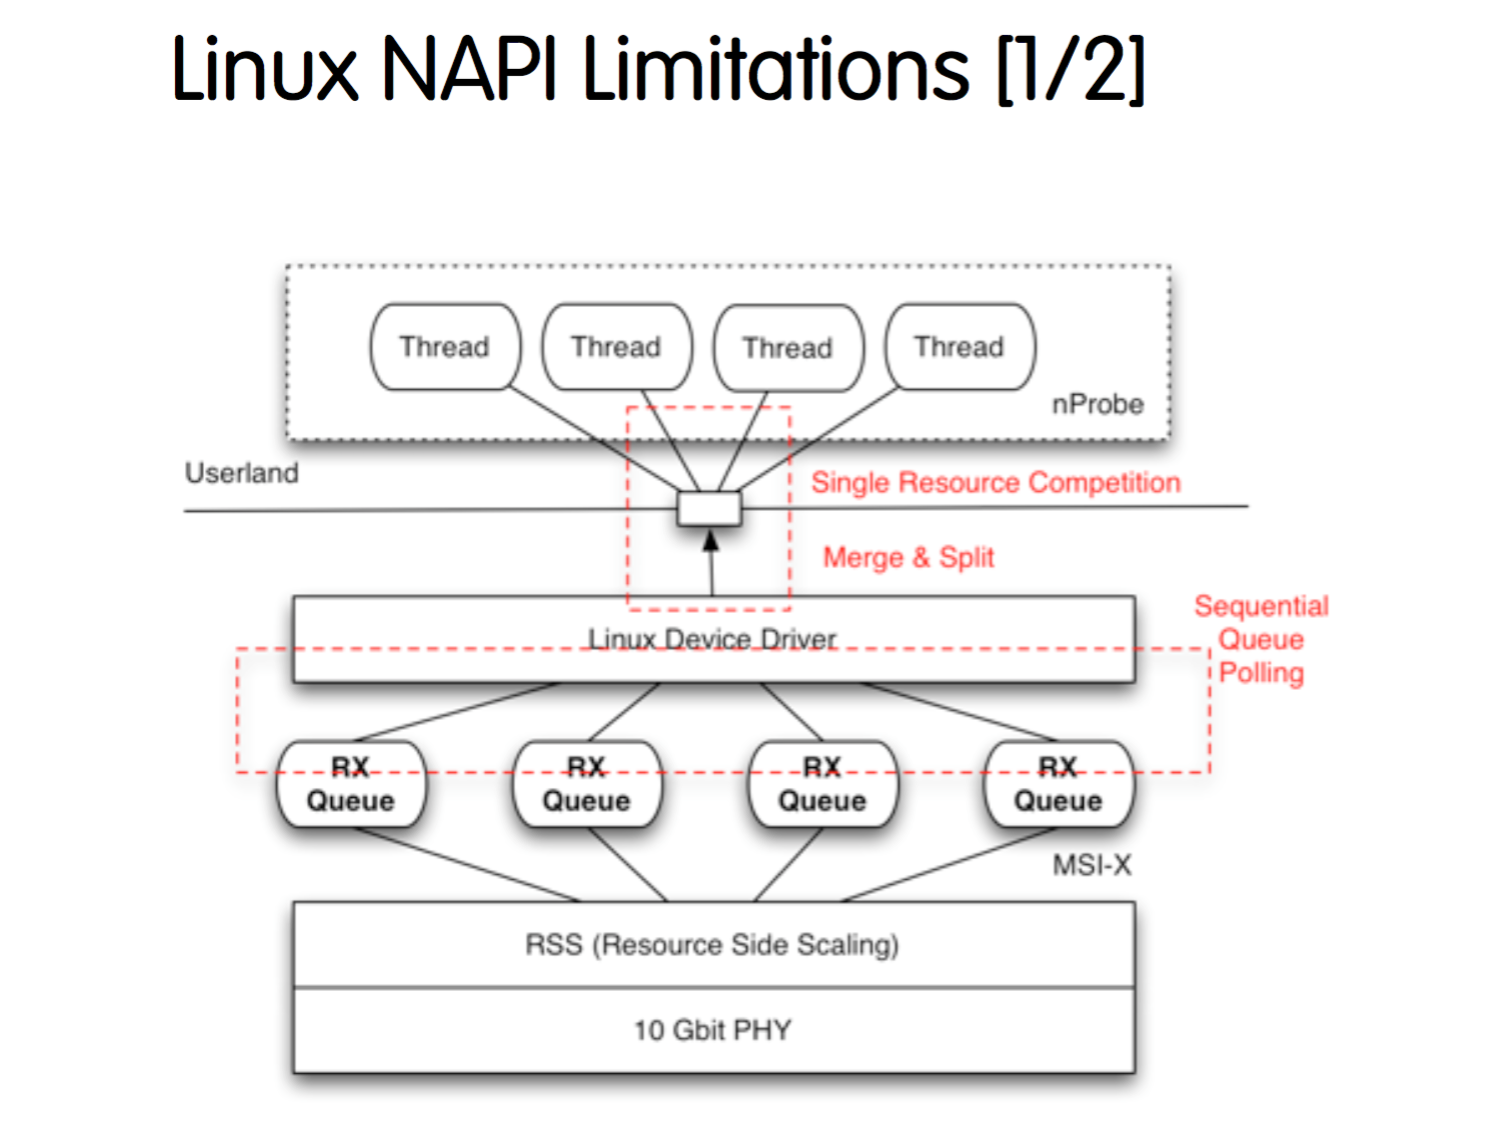 Linux NAPI Limitations [1/2]
Thread
Thread
Thread
Thread
nProbe
Userland
Single Resource Competition
Merge & Split
Sequential
Queue
Polling
Linux Device Driver
RX
Queue
RX
Queue
RX
Queue
RX
Queue
MSI-X
RSS (Resource Side Scaling)
10 Gbit PHY